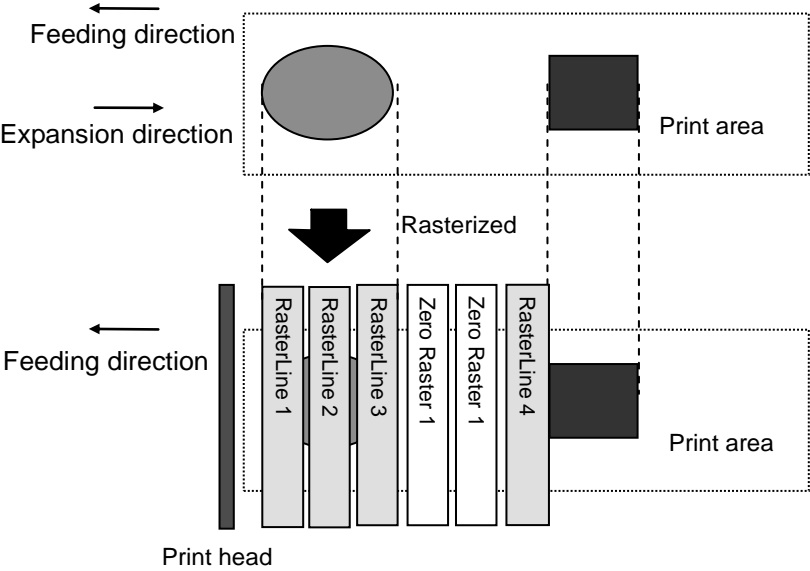 Feeding direction
Expansion direction
Print area
Rasterized
RasterLine 1
RasterLine 2
RasterLine 3
Zero Raster 1
Zero Raster 1
RasterLine 4
Feeding direction
Print area
Print head